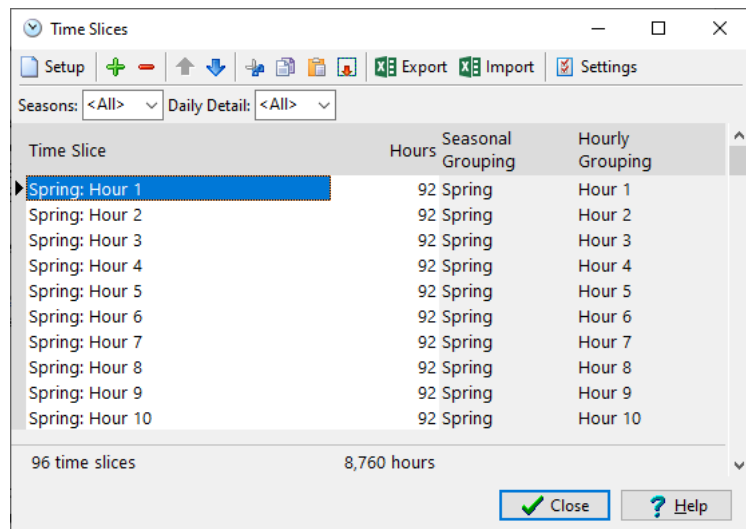 Time Slices
Setup Export Import Settings
Seasons: <All> Daily Detail: <All>
Time Slice Hours Seasonal Grouping Hourly Grouping
Spring: Hour 1 92 Spring Hour 1
Spring: Hour 2 92 Spring Hour 2
Spring: Hour 3 92 Spring Hour 3
Spring: Hour 4 92 Spring Hour 4
Spring: Hour 5 92 Spring Hour 5
Spring: Hour 6 92 Spring Hour 6
Spring: Hour 7 92 Spring Hour 7
Spring: Hour 8 92 Spring Hour 8
Spring: Hour 9 92 Spring Hour 9
Spring: Hour 10 92 Spring Hour 10
96 time slices 8,760 hours
Close Help